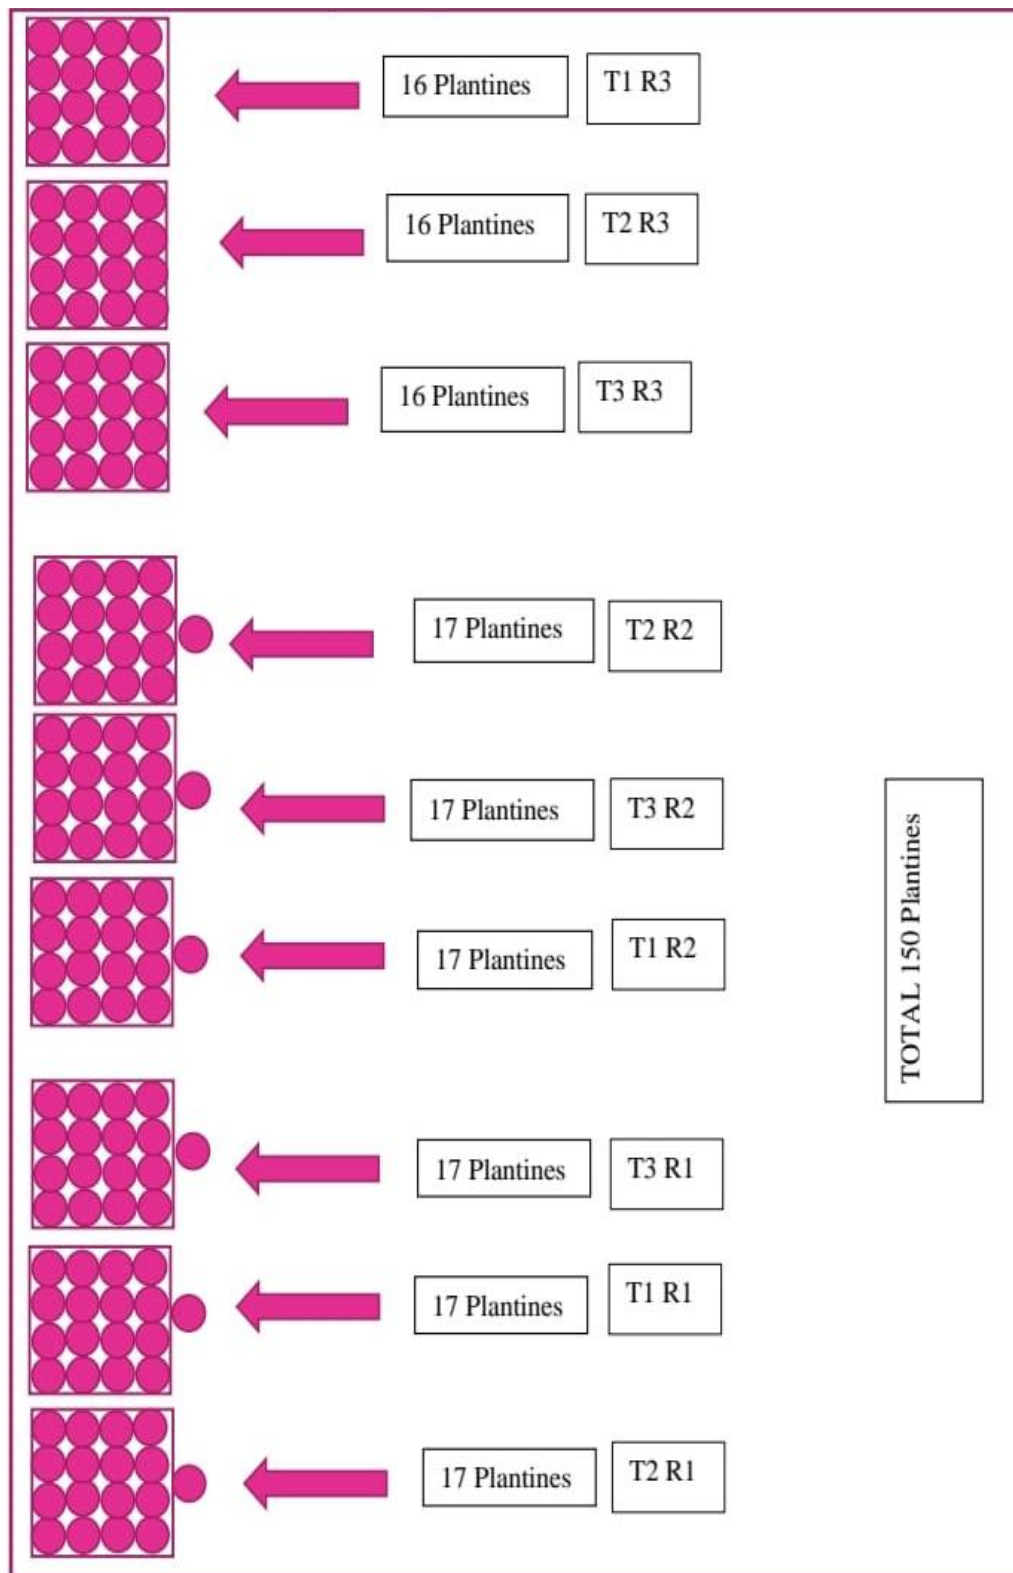 16 Plantines
T1 R3
16 Plantines
T2 R3
16 Plantines
T3 R3
17 Plantines
T2 R2
17 Plantines
T3 R2
17 Plantines
T1 R2
TOTAL 150 Plantines
17 Plantines
T3 R1
17 Plantines
T1 R1
17 Plantines
T2 R1